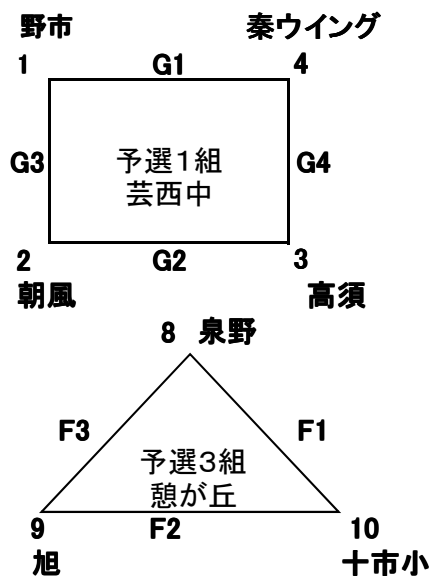 野市 秦ウイング
1 G1 4
G3 予選1組 G4
芸西中
2 G2 3
朝風 高須
8 泉野
F3 F1
予選3組
憩が丘
9 F2 10
旭 十市小